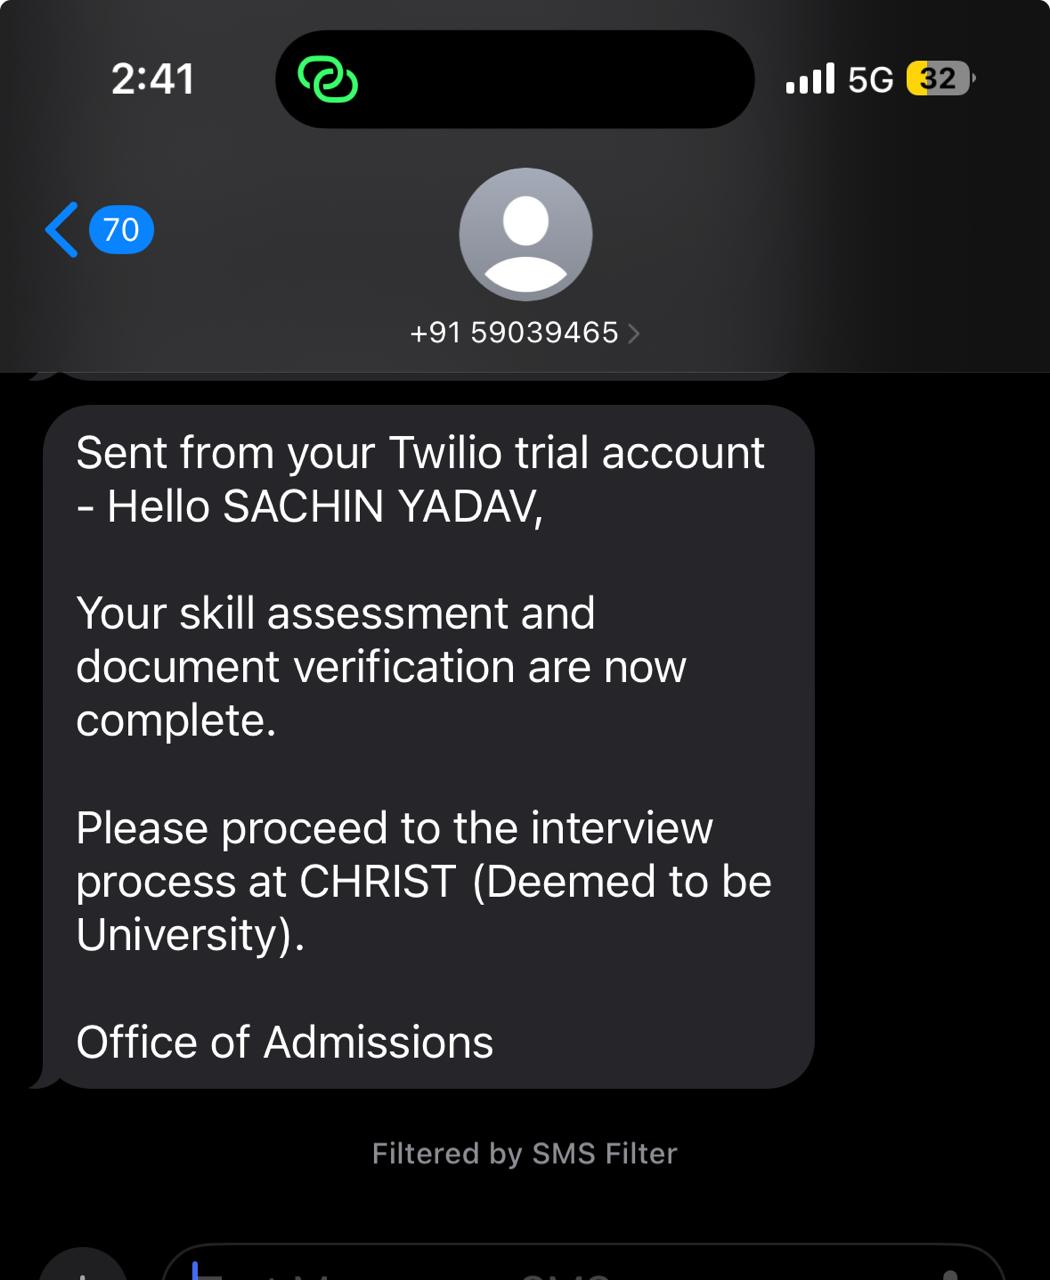 2:41
5G 32
70
+91 59039465
Sent from your Twilio trial account
- Hello SACHIN YADAV,
Your skill assessment and
document verification are now
complete.
Please proceed to the interview
process at CHRIST (Deemed to be
University).
Office of Admissions
Filtered by SMS Filter